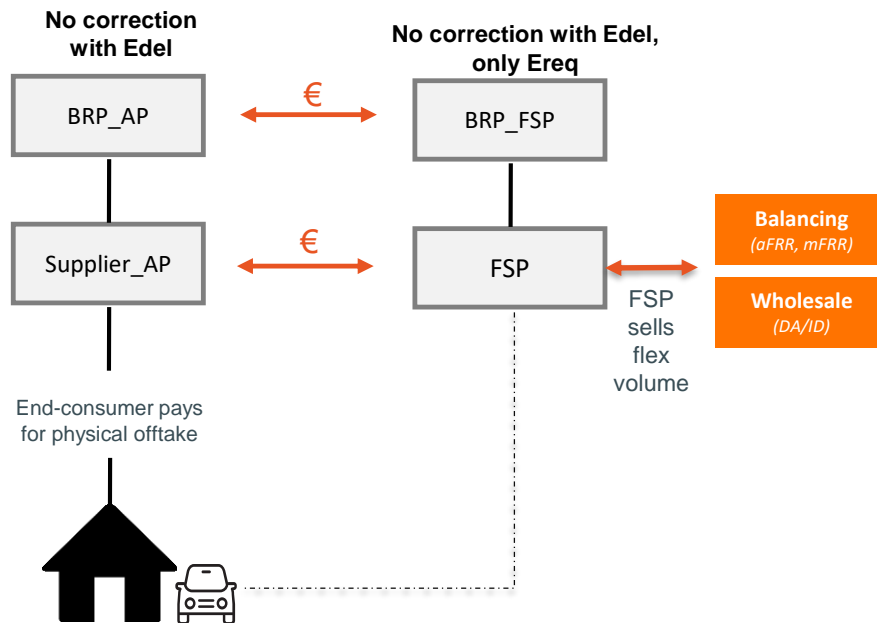 No correction
with Edel
No correction with Edel,
only Ereq
BRP_AP
€
BRP_FSP
Supplier_AP
€
FSP
Balancing
(aFRR, mFRR)
Wholesale
(DA/ID)
FSP
sells
flex
volume
End-consumer pays
for physical offtake